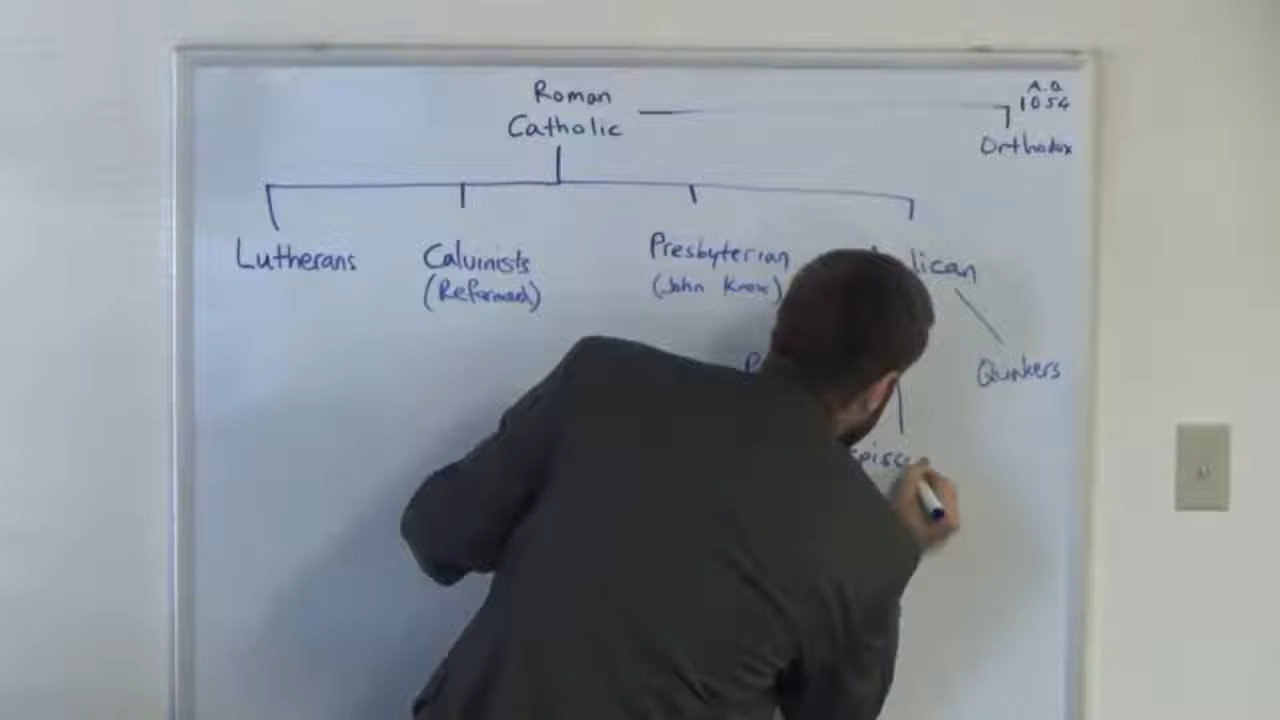 Roman
Catholic
A.D.
1054
Orthodox
Lutherans
Calvinists
(Reformed)
Presbyterian
(John Knox)
lican
Quakers